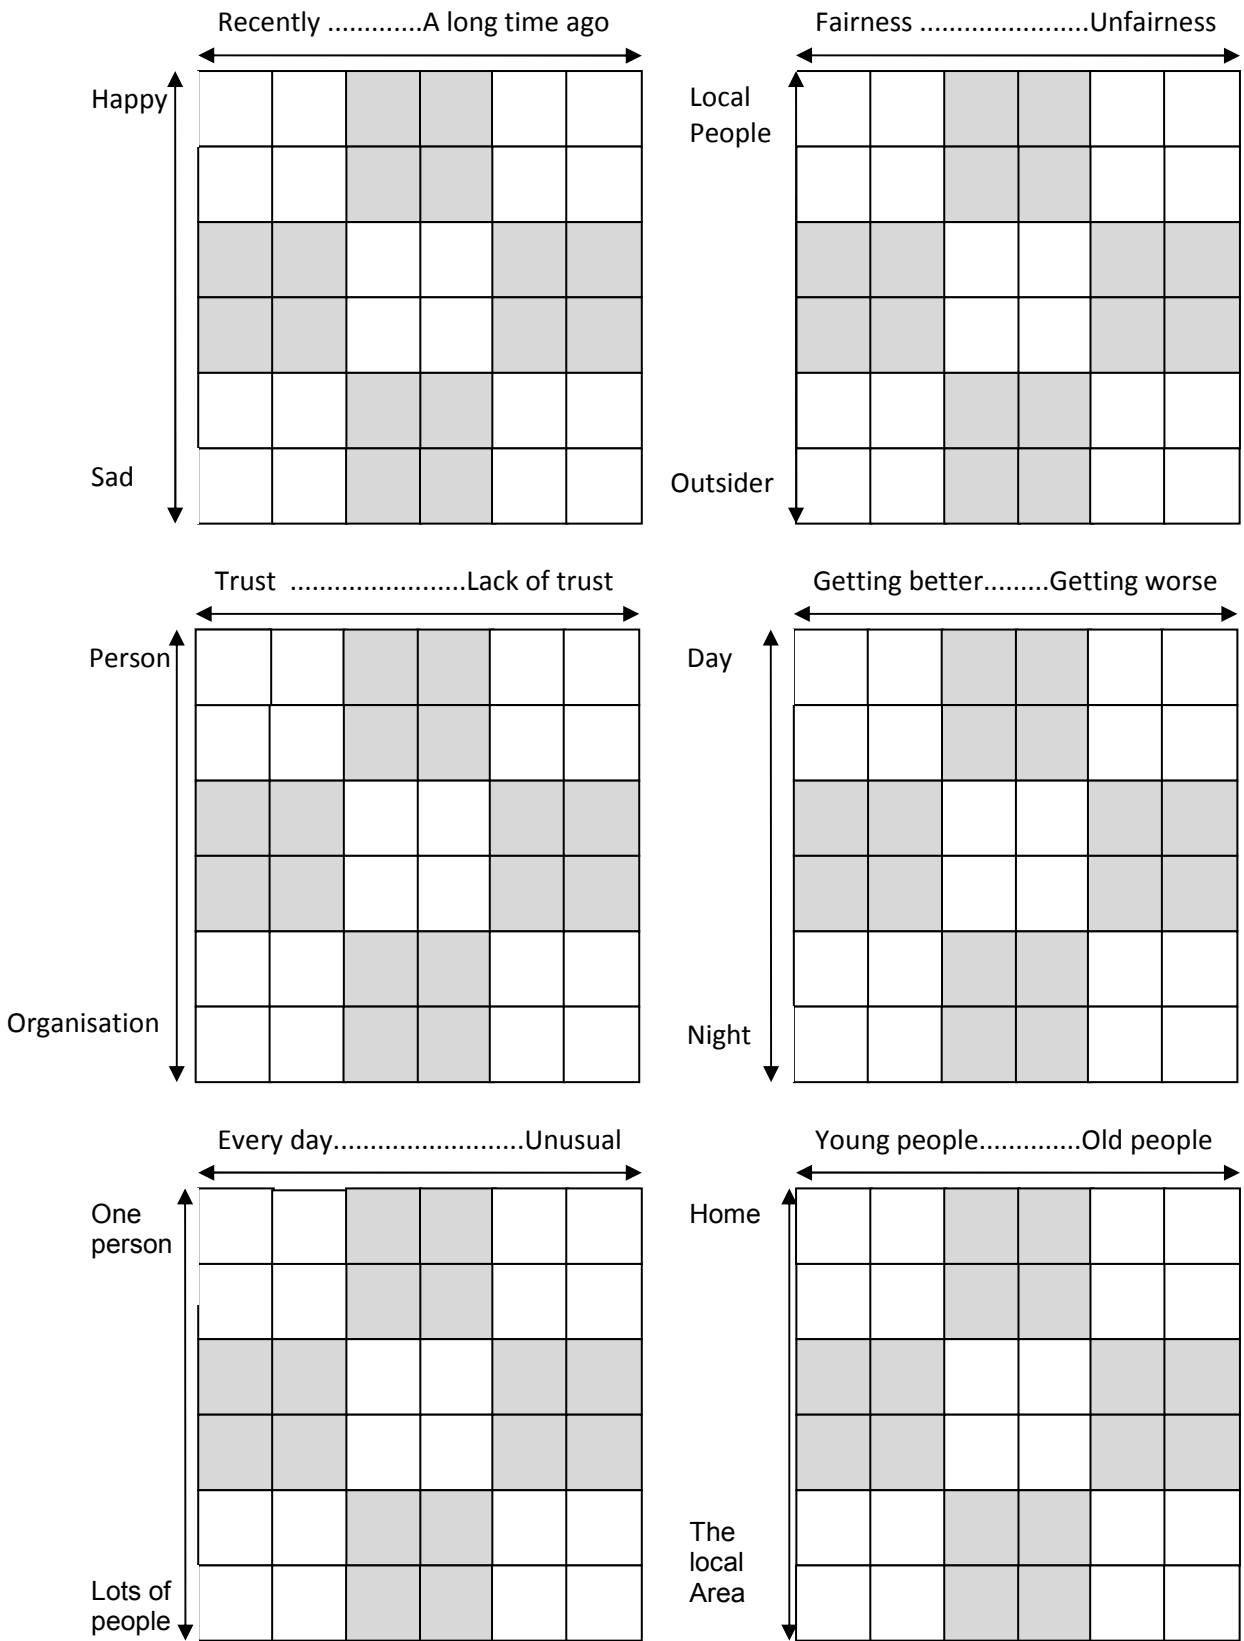 Recently .............A long time ago
Happy
Sad
Fairness .......................Unfairness
Local
People
Outsider
Trust ........................Lack of trust
Person
Organisation
Getting better.........Getting worse
Day
Night
Every day..........................Unusual
One
person
Lots of
people
Young people..............Old people
Home
The
local
Area